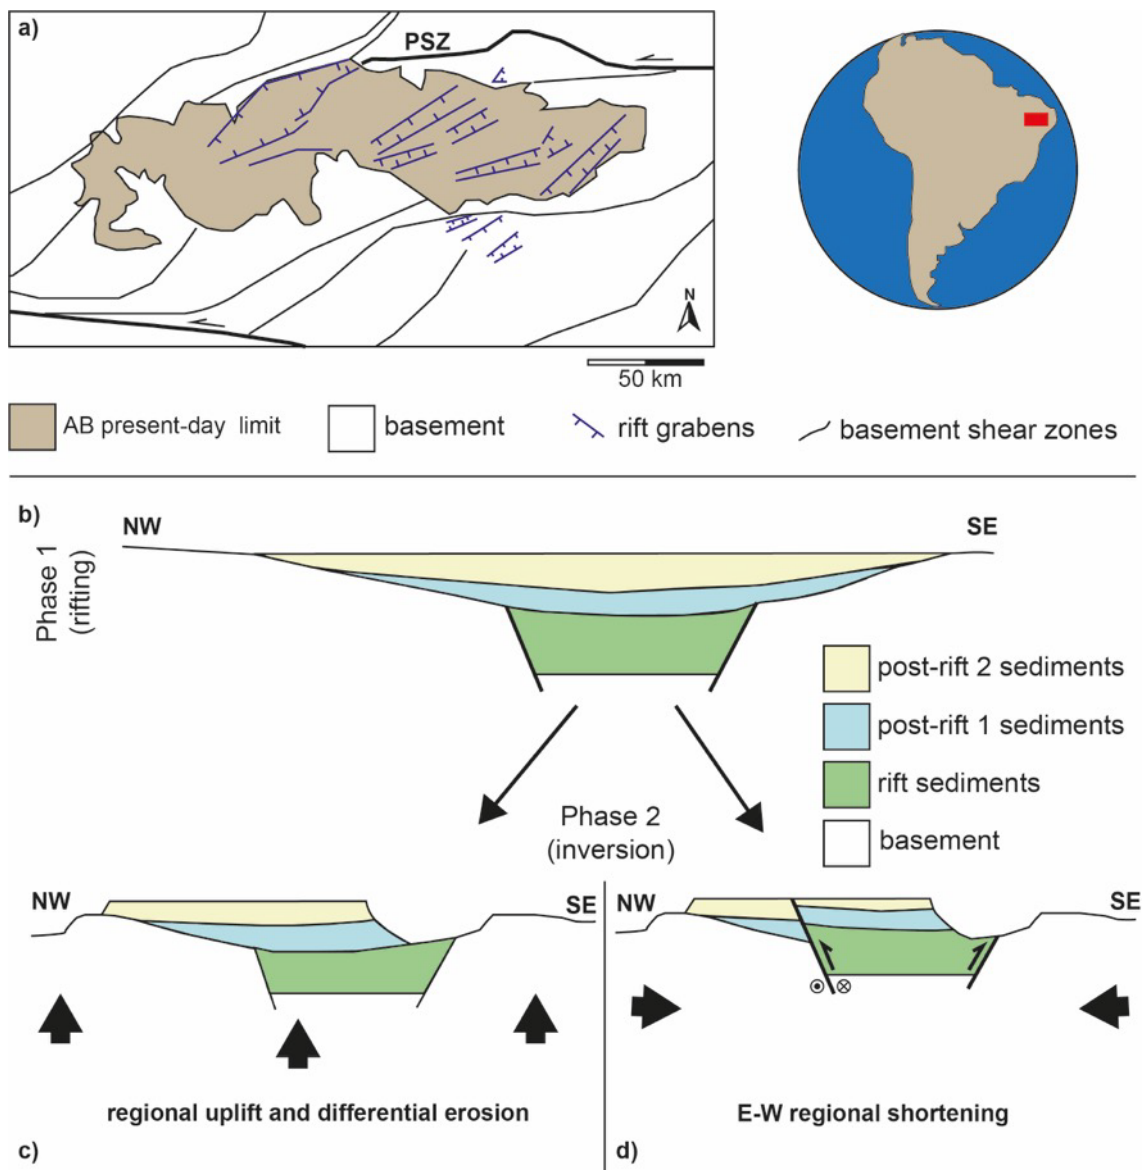 a)
PSZ
N
50 km
AB present-day limit
basement
rift grabens
basement shear zones
b)
NW
SE
Phase 1
(rifting)
post-rift 2 sediments
post-rift 1 sediments
rift sediments
basement
Phase 2
(inversion)
NW
SE
NW
SE
regional uplift and differential erosion
E-W regional shortening
c)
d)